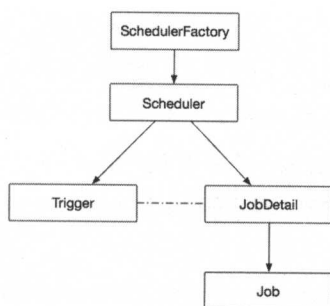 SchedulerFactory
Scheduler
Trigger
JobDetail
Job